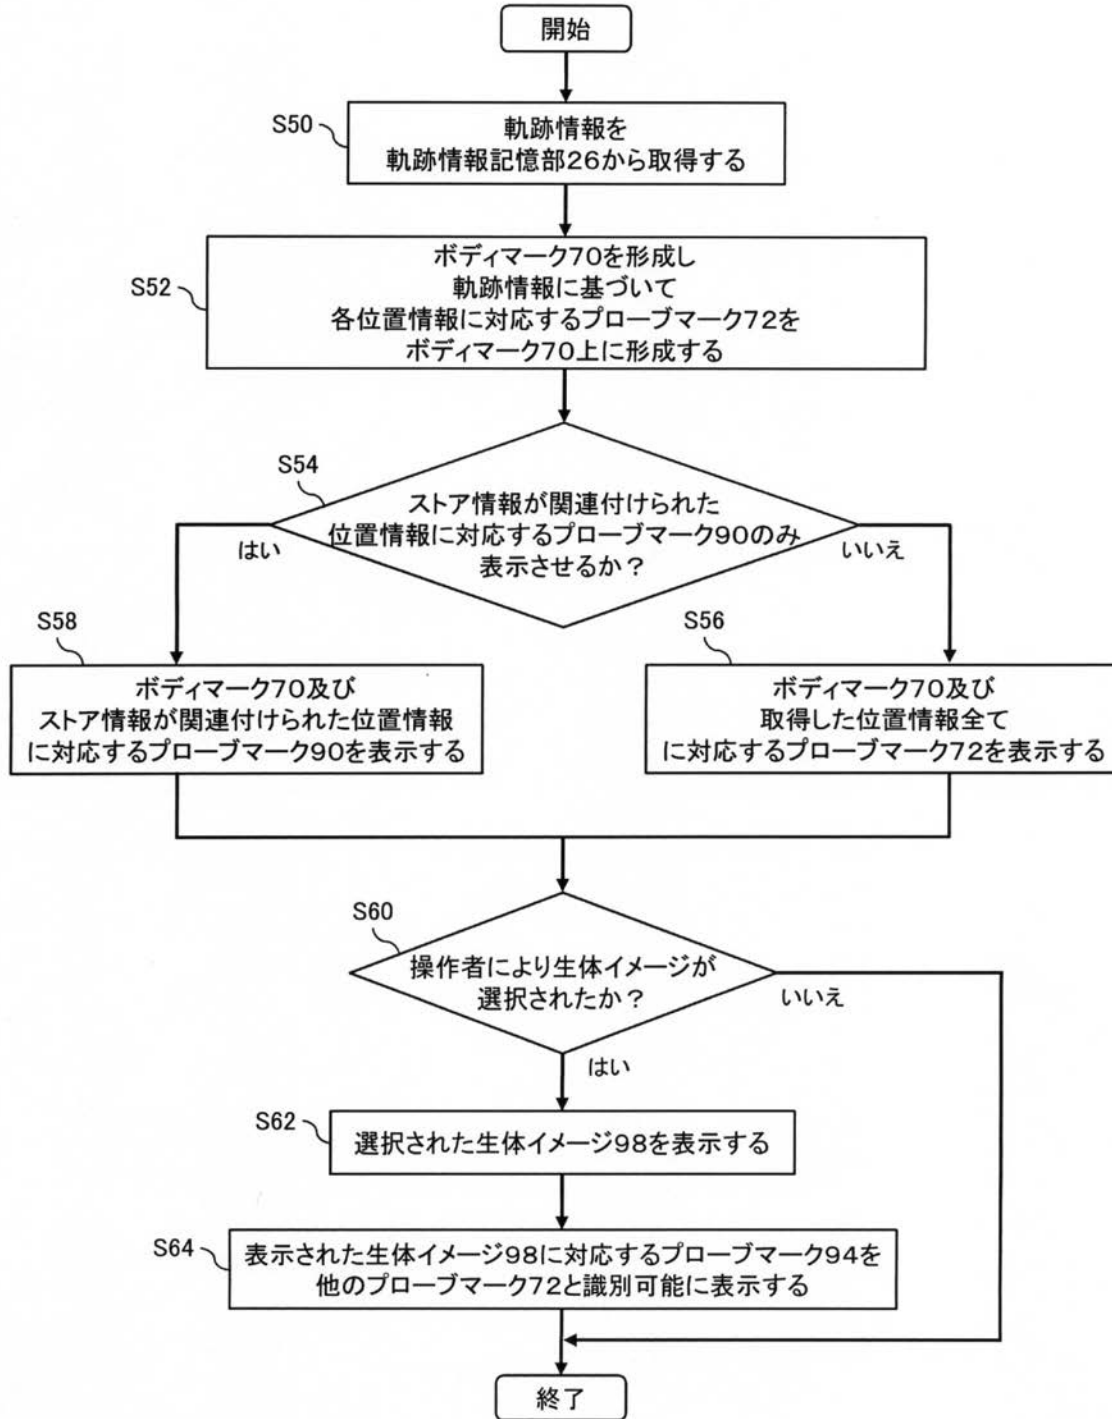 開始
S50
軌跡情報を
軌跡情報記憶部26から取得する
S52
ボディマーク70を形成し
軌跡情報に基づいて
各位置情報に対応するプローブマーク72を
ボディマーク70上に形成する
S54
ストア情報が関連付けられた
位置情報に対応するプローブマーク90のみ
表示させるか？
はい
いいえ
S58
ボディマーク70及び
ストア情報が関連付けられた位置情報
に対応するプローブマーク90を表示する
S56
ボディマーク70及び
取得した位置情報全て
に対応するプローブマーク72を表示する
S60
操作者により生体イメージが
選択されたか？
いいえ
はい
S62
選択された生体イメージ98を表示する
S64
表示された生体イメージ98に対応するプローブマーク94を
他のプローブマーク72と識別可能に表示する
終了